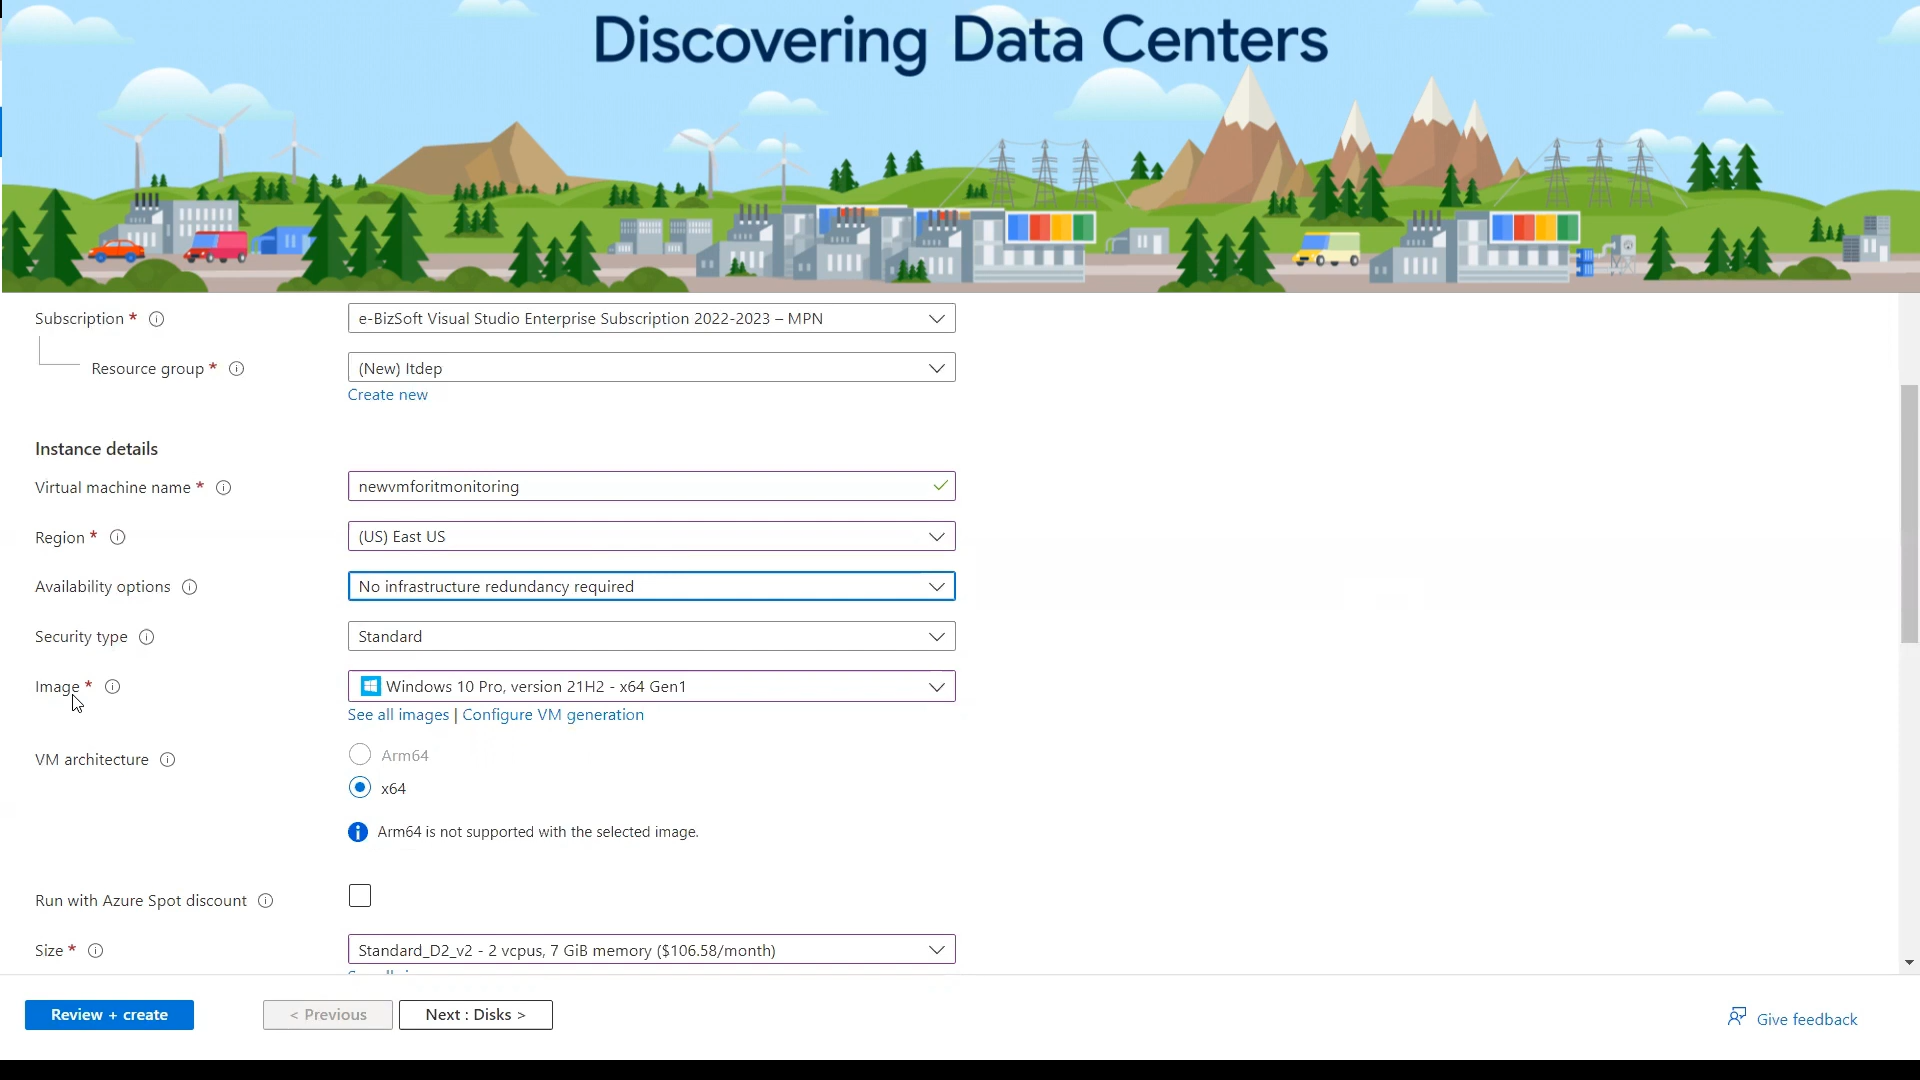 Discovering Data Centers
Subscription *
e-BizSoft Visual Studio Enterprise Subscription 2022-2023 – MPN
Resource group *
(New) Itdep
Create new
Instance details
Virtual machine name *
newvmforitmonitoring
Region *
(US) East US
Availability options
No infrastructure redundancy required
Security type
Standard
Image *
Windows 10 Pro, version 21H2 - x64 Gen1
See all images | Configure VM generation
VM architecture
Arm64
x64
Arm64 is not supported with the selected image.
Run with Azure Spot discount
Size *
Standard_D2_v2 - 2 vcpus, 7 GiB memory ($106.58/month)
Review + create
< Previous
Next : Disks >
Give feedback